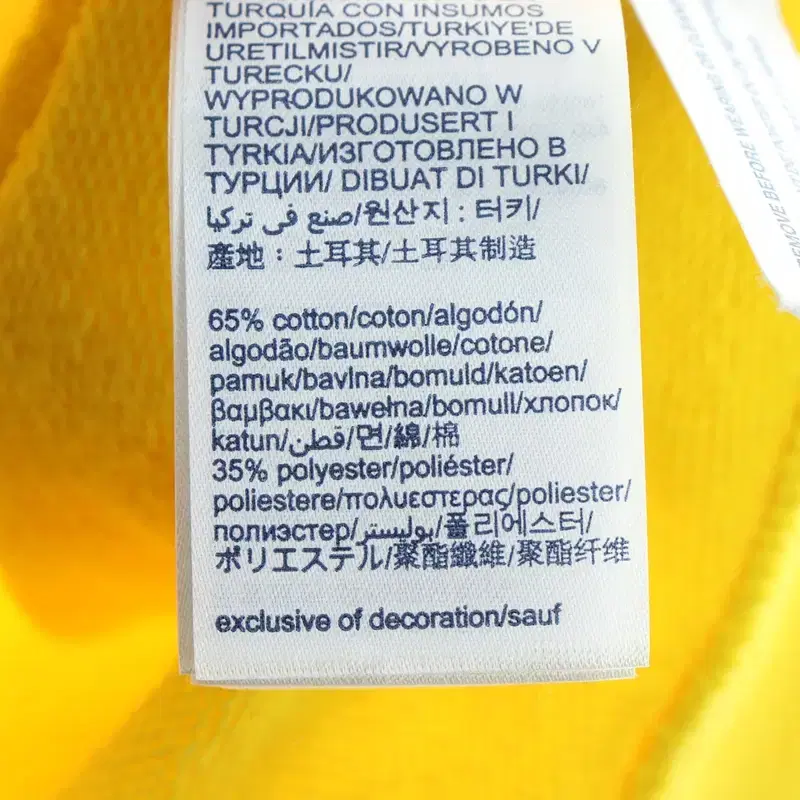 TURQUÍA CON INSUMOS
IMPORTADOS/TURKIYE'DE
URETILMISTIR/VYROBENO V
TURECKU/
WYPRODUKOWANO W
TURCJI/PRODUSERT I
TYRKIA/ИЗГОТОВЛЕНО В
ТУРЦИИ/ DIBUAT DI TURKI/
صنع في تركيا/원산지 : 터키/
產地：土耳其/土耳其制造
65% cotton/coton/algodón/
algodão/baumwolle/cotone/
pamuk/bavlna/bomuld/katoen/
βαμβακι/bawełna/bomull/хлопок/
katun/قطن/면/綿/棉
35% polyester/poliéster/
poliestere/πολυεστερας/poliester/
полиэстер/بوليستر/폴리에스터/
ポリエステル/聚酯纖維/聚酯纤维
exclusive of decoration/sauf
REMOVE BEFORE WEARING OR